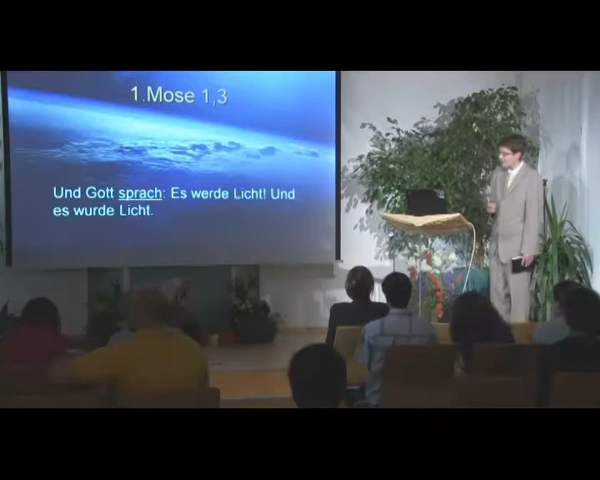 1.Mose 1,3
Und Gott sprach: Es werde Licht! Und
es wurde Licht.